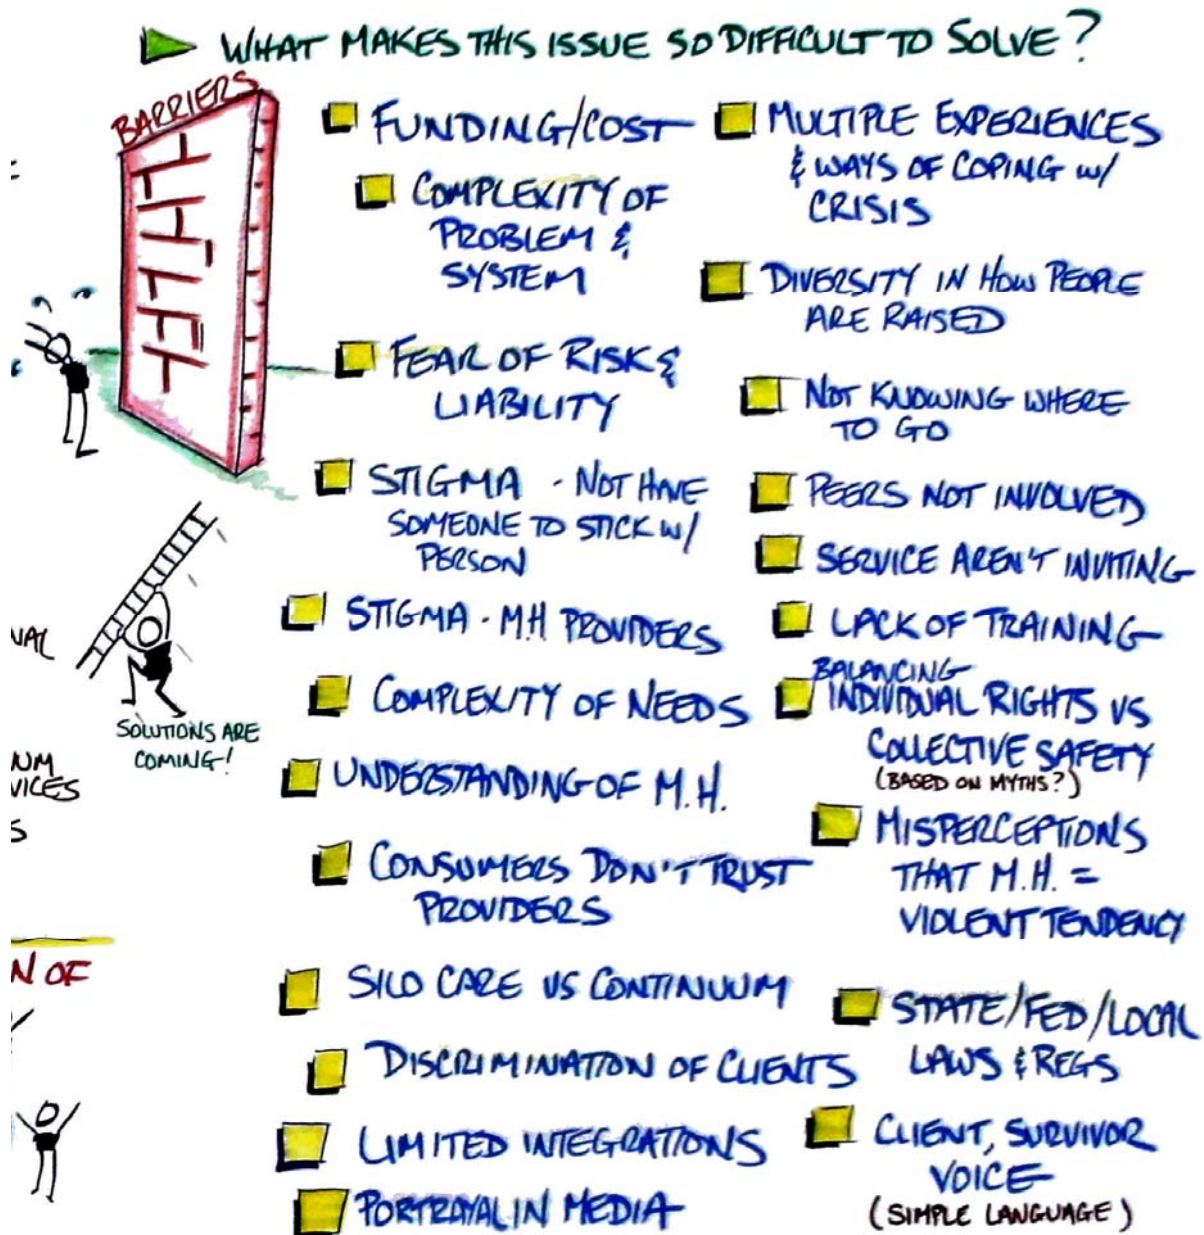 WHAT MAKES THIS ISSUE SO DIFFICULT TO SOLVE?
BARRIERS
FUNDING/COST
COMPLEXITY OF
PROBLEM &
SYSTEM
FEAR OF RISK &
LIABILITY
STIGMA - NOT HAVE
SOMEONE TO STICK W/
PERSON
STIGMA - M.H PROVIDERS
COMPLEXITY OF NEEDS
UNDERSTANDING OF M.H.
CONSUMERS DON'T TRUST
PROVIDERS
SILO CARE VS CONTINUUM
DISCRIMINATION OF CLIENTS
LIMITED INTEGRATIONS
PORTRAYAL IN MEDIA
MULTIPLE EXPERIENCES
& WAYS OF COPING W/
CRISIS
DIVERSITY IN HOW PEOPLE
ARE RAISED
NOT KNOWING WHERE
TO GO
PEERS NOT INVOLVED
SERVICE AREN'T INVITING
LACK OF TRAINING
BALANCING
INDIVIDUAL RIGHTS VS
COLLECTIVE SAFETY
(BASED ON MYTHS?)
MISPERCEPTIONS
THAT M.H. =
VIOLENT TENDENCY
STATE/FED/LOCAL
LAWS & REGS
CLIENT, SURVIVOR
VOICE
(SIMPLE LANGUAGE)
SOLUTIONS ARE
COMING!
N OF